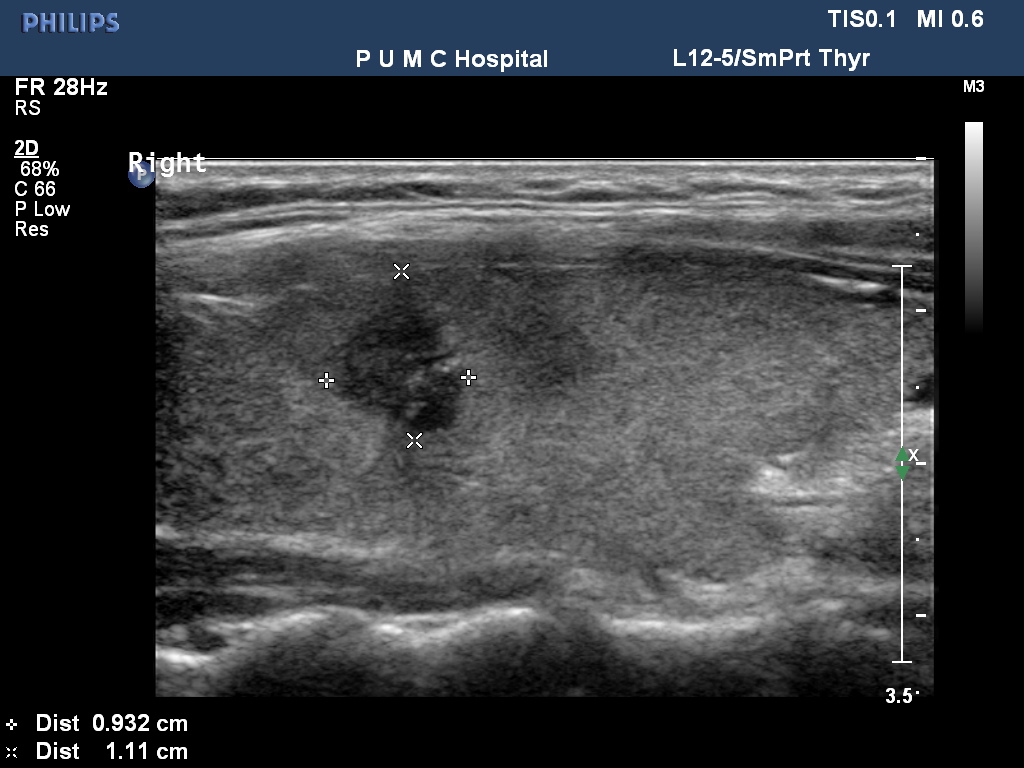 PHILIPS
TIS0.1 MI 0.6
P U M C Hospital
L12-5/SmPrt Thyr
FR 28Hz
RS
M3
2D
68%
C 66
P Low
Res
Right
P
X
3.5
Dist 0.932 cm
Dist 1.11 cm